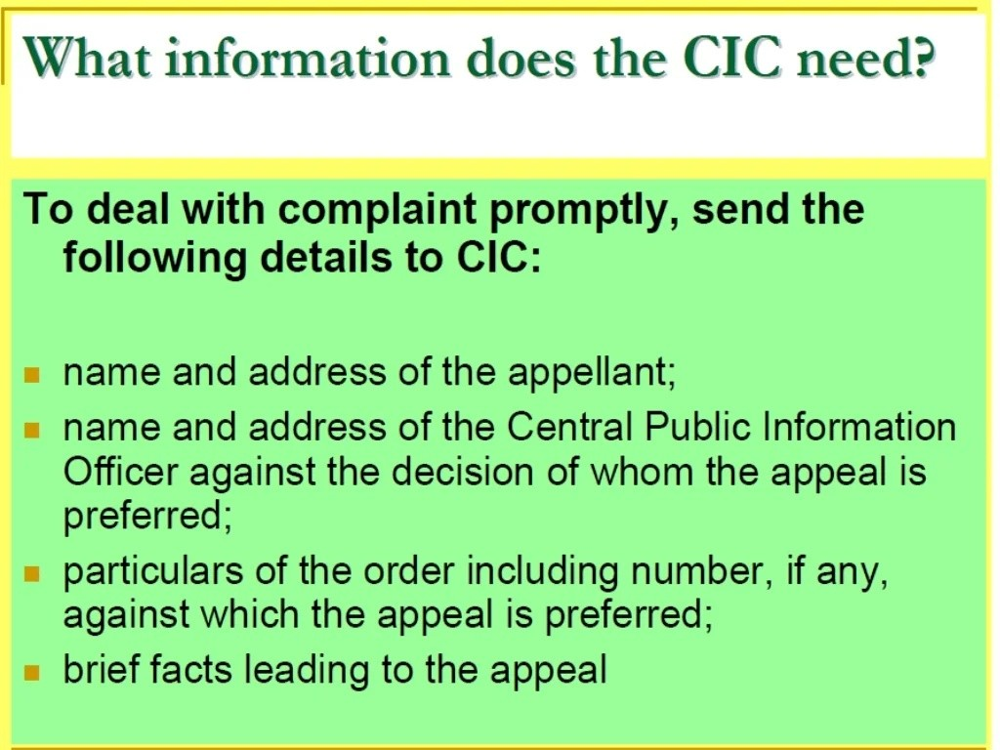 What information does the CIC need?
To deal with complaint promptly, send the
following details to CIC:
name and address of the appellant;
name and address of the Central Public Information
Officer against the decision of whom the appeal is
preferred;
particulars of the order including number, if any,
against which the appeal is preferred;
brief facts leading to the appeal